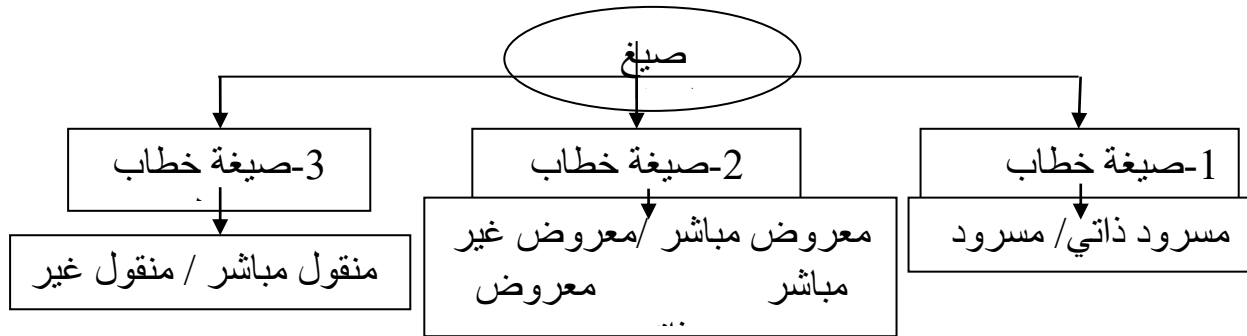 صيغ
1-صيغة خطاب
مسرود ذاتي/ مسرود
2-صيغة خطاب
معروض مباشر /معروض غير
مباشر معروض
3-صيغة خطاب
منقول مباشر / منقول غير